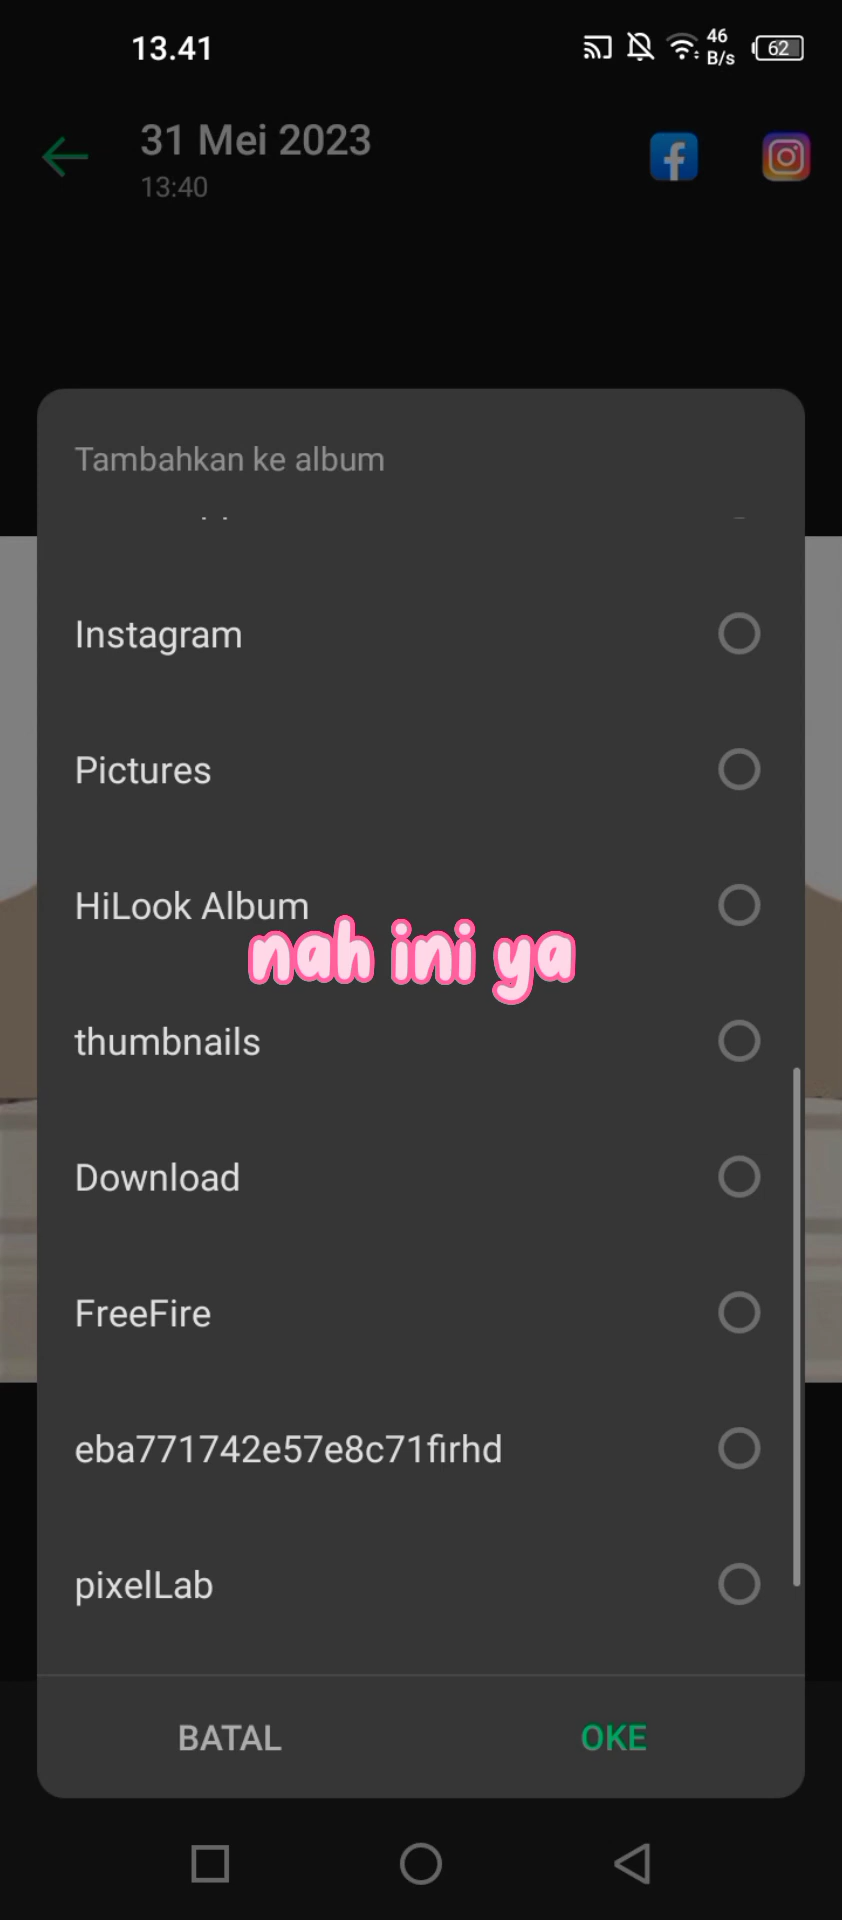 13.41
46
B/s
62
31 Mei 2023
13:40
Tambahkan ke album
Instagram
Pictures
HiLook Album
nah ini ya
thumbnails
Download
FreeFire
eba771742e57e8c71firhd
pixelLab
BATAL
OKE